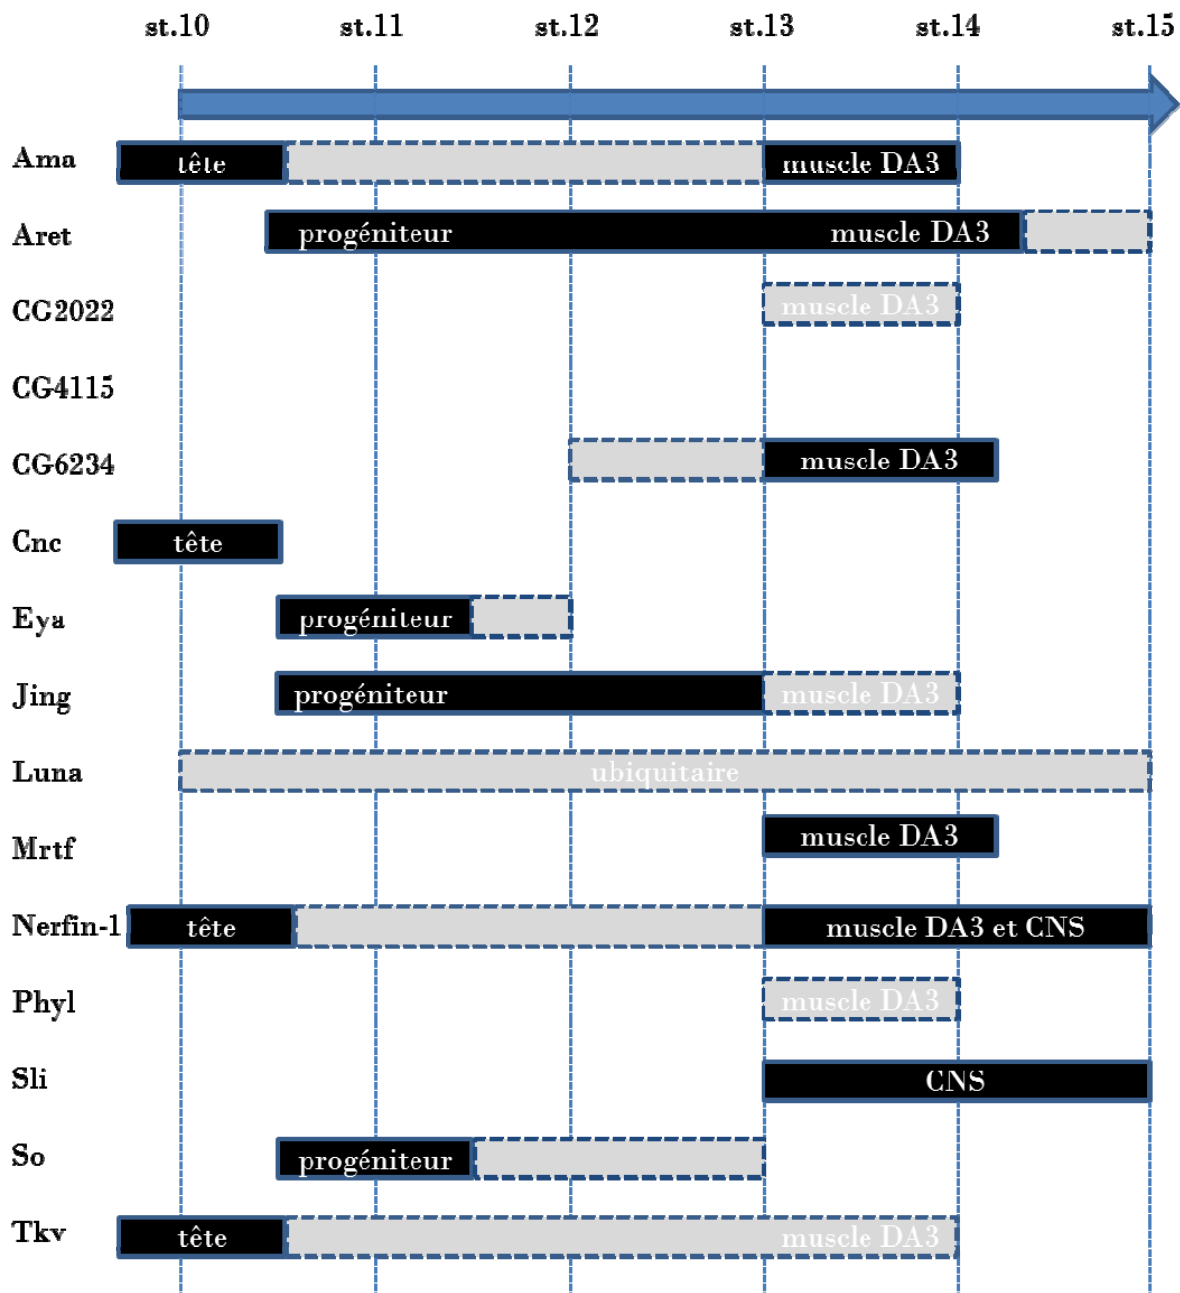 st.10 st.11 st.12 st.13 st.14 st.15
Ama tête muscle DA3
Aret progéniteur muscle DA3
CG2022 muscle DA3
CG4115
CG6234 muscle DA3
Cnc tête
Eya progéniteur
Jing progéniteur muscle DA3
Luna ubiquitaire
Mrtf muscle DA3
Nerfin-1 tête muscle DA3 et CNS
Phyl muscle DA3
Sli CNS
So progéniteur
Tkv tête muscle DA3